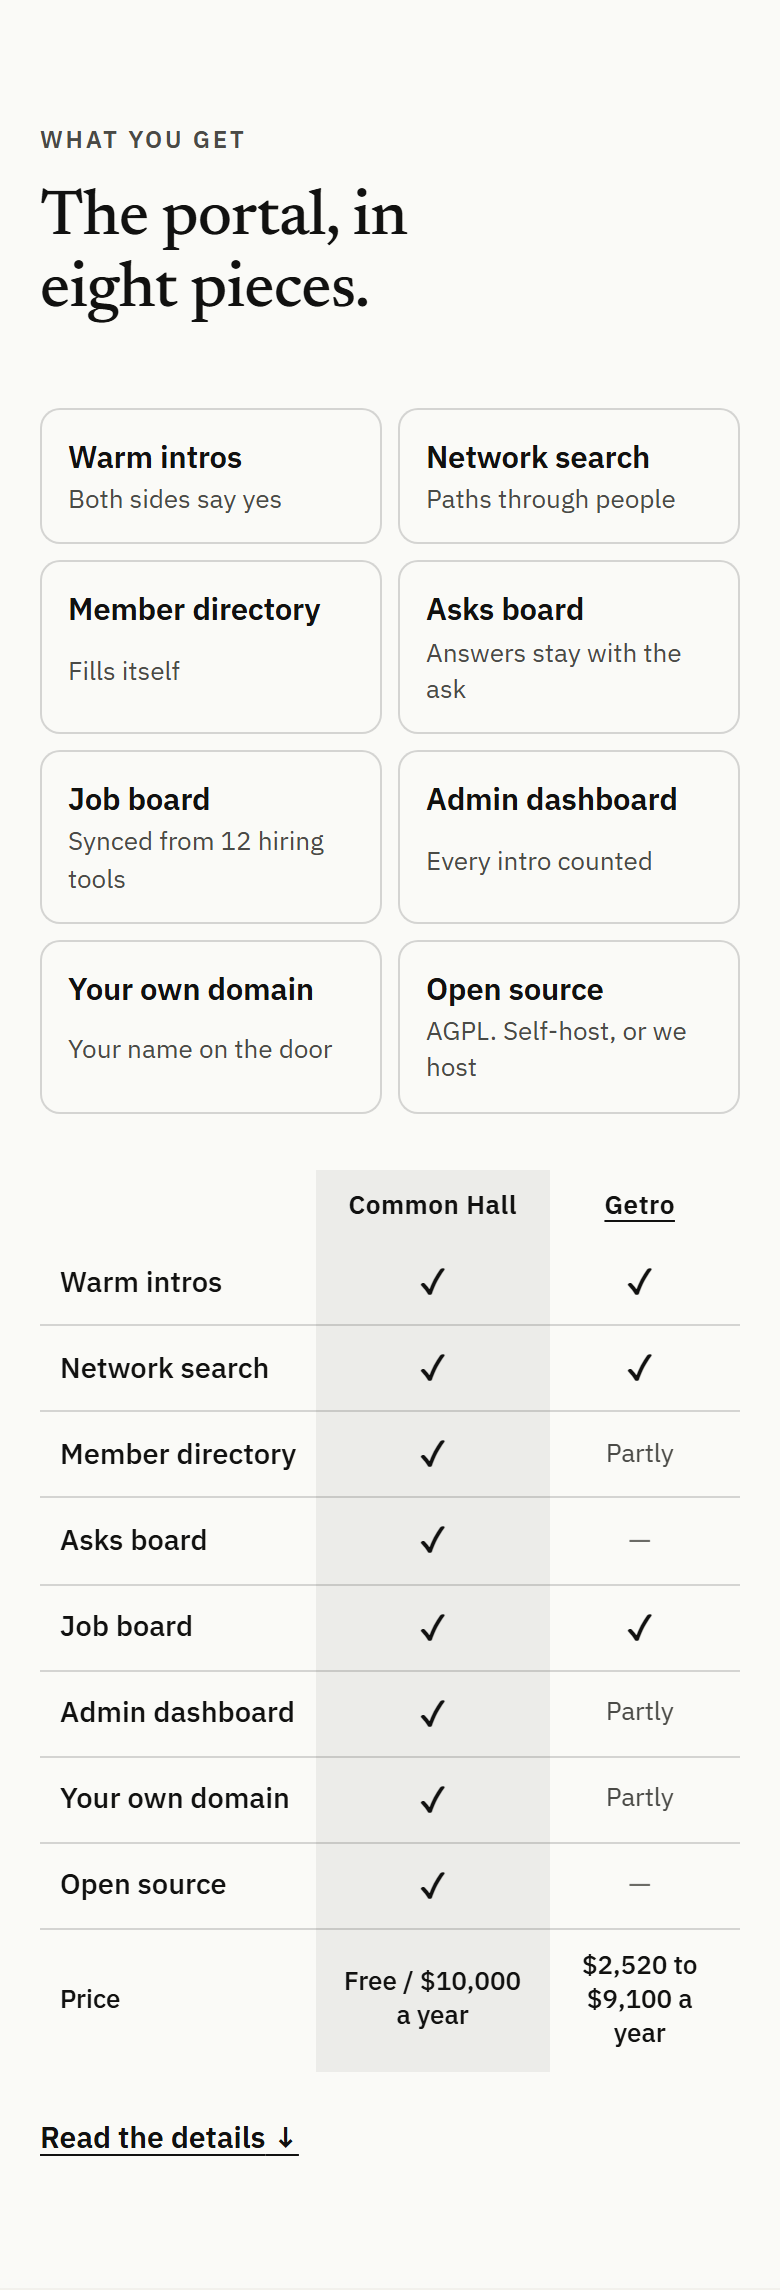 WHAT YOU GET
The portal, in
eight pieces.
Warm intros
Both sides say yes
Network search
Paths through people
Member directory
Fills itself
Asks board
Answers stay with the
ask
Job board
Synced from 12 hiring
tools
Admin dashboard
Every intro counted
Your own domain
Your name on the door
Open source
AGPL. Self-host, or we
host
Common Hall Getro
Warm intros ✓ ✓
Network search ✓ ✓
Member directory ✓ Partly
Asks board ✓ —
Job board ✓ ✓
Admin dashboard ✓ Partly
Your own domain ✓ Partly
Open source ✓ —
Price
Free / $10,000
a year
$2,520 to
$9,100 a
year
Read the details ↓